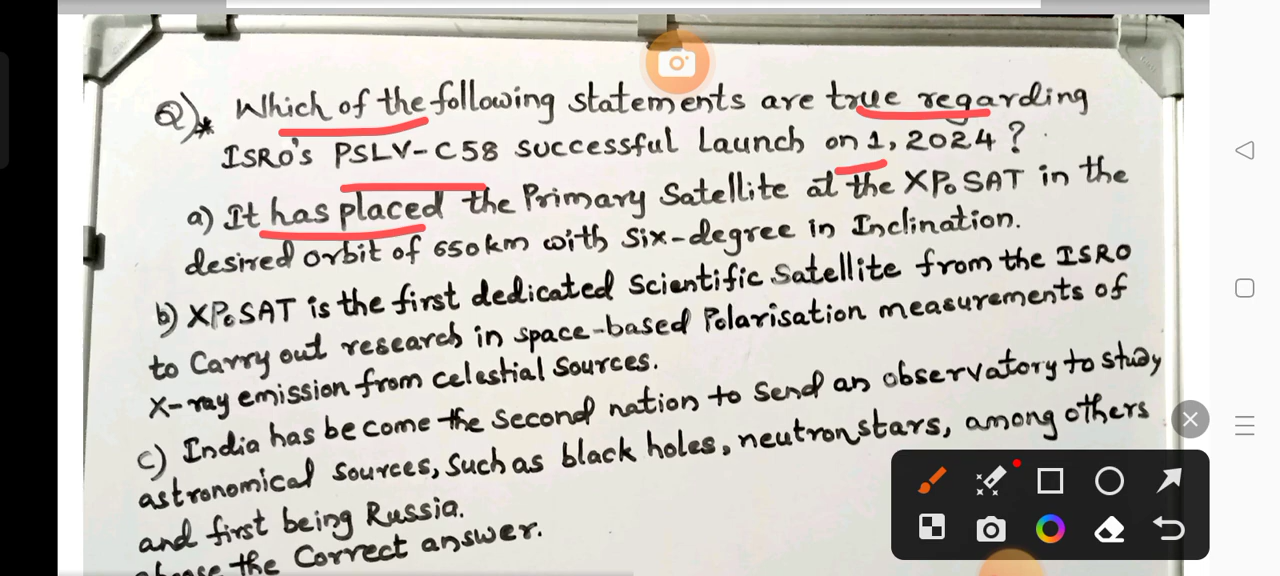 Q)* Which of the following statements are true regarding
ISRO's PSLV-C58 successful Launch on 1, 2024 ?
a) It has placed the Primary Satellite at the XPoSAT in the
desired orbit of 650km with six-degree in Inclination.
b) XPoSAT is the first dedicated scientific satellite from the ISRO
to Carry out research in space-based Polarisation measurements of
X-ray emission from celestial Sources.
c) India has become the second nation to send an observatory to study
astronomical sources, such as black holes, neutron stars, among others
and first being Russia.
the Correct answer.